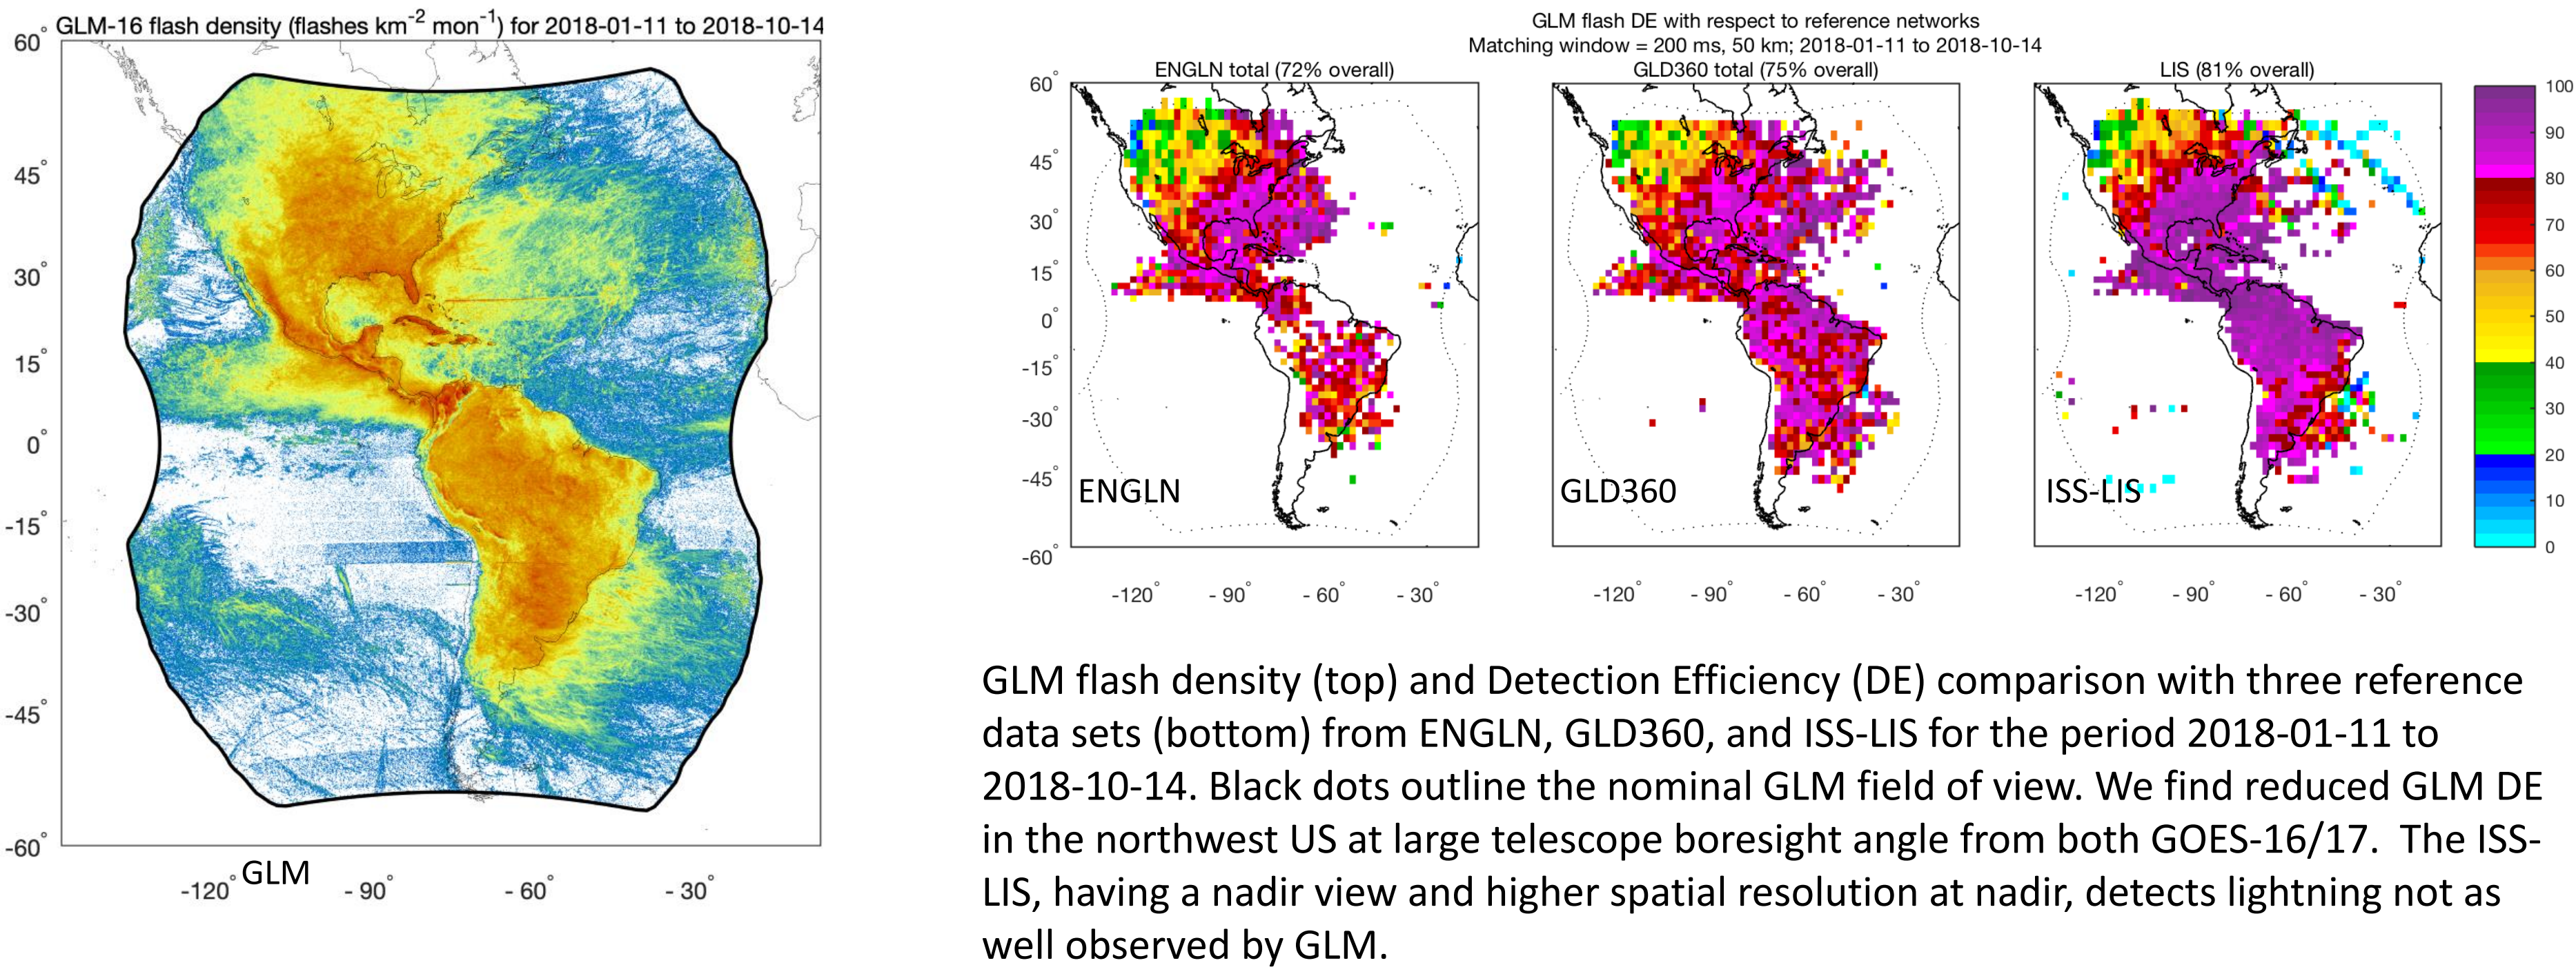 GLM-16 flash density (flashes km⁻² mon⁻¹) for 2018-01-11 to 2018-10-14
60°
45°
30°
15°
0°
-15°
-30°
-45°
-60°
-120° - 90° - 60° - 30°
GLM
GLM flash DE with respect to reference networks
Matching window = 200 ms, 50 km; 2018-01-11 to 2018-10-14
ENGLN total (72% overall)
60°
45°
30°
15°
0°
-15°
-30°
-45°
-60°
ENGLN
-120° - 90° - 60° - 30°
GLD360 total (75% overall)
GLD360
-120° - 90° - 60° - 30°
LIS (81% overall)
ISS-LIS
-120° - 90° - 60° - 30°
100
90
80
70
60
50
40
30
20
10
0
GLM flash density (top) and Detection Efficiency (DE) comparison with three reference
data sets (bottom) from ENGLN, GLD360, and ISS-LIS for the period 2018-01-11 to
2018-10-14. Black dots outline the nominal GLM field of view. We find reduced GLM DE
in the northwest US at large telescope boresight angle from both GOES-16/17.  The ISS-
LIS, having a nadir view and higher spatial resolution at nadir, detects lightning not as
well observed by GLM.